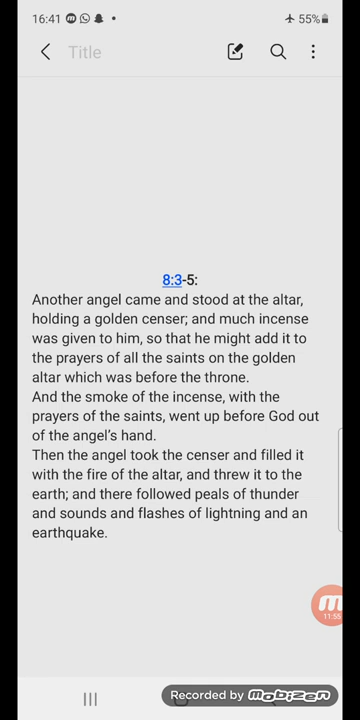 16:41
55%
Title
8:3-5:
Another angel came and stood at the altar,
holding a golden censer; and much incense
was given to him, so that he might add it to
the prayers of all the saints on the golden
altar which was before the throne.
And the smoke of the incense, with the
prayers of the saints, went up before God out
of the angel’s hand.
Then the angel took the censer and filled it
with the fire of the altar, and threw it to the
earth; and there followed peals of thunder
and sounds and flashes of lightning and an
earthquake.
11:55
Recorded by mobizen